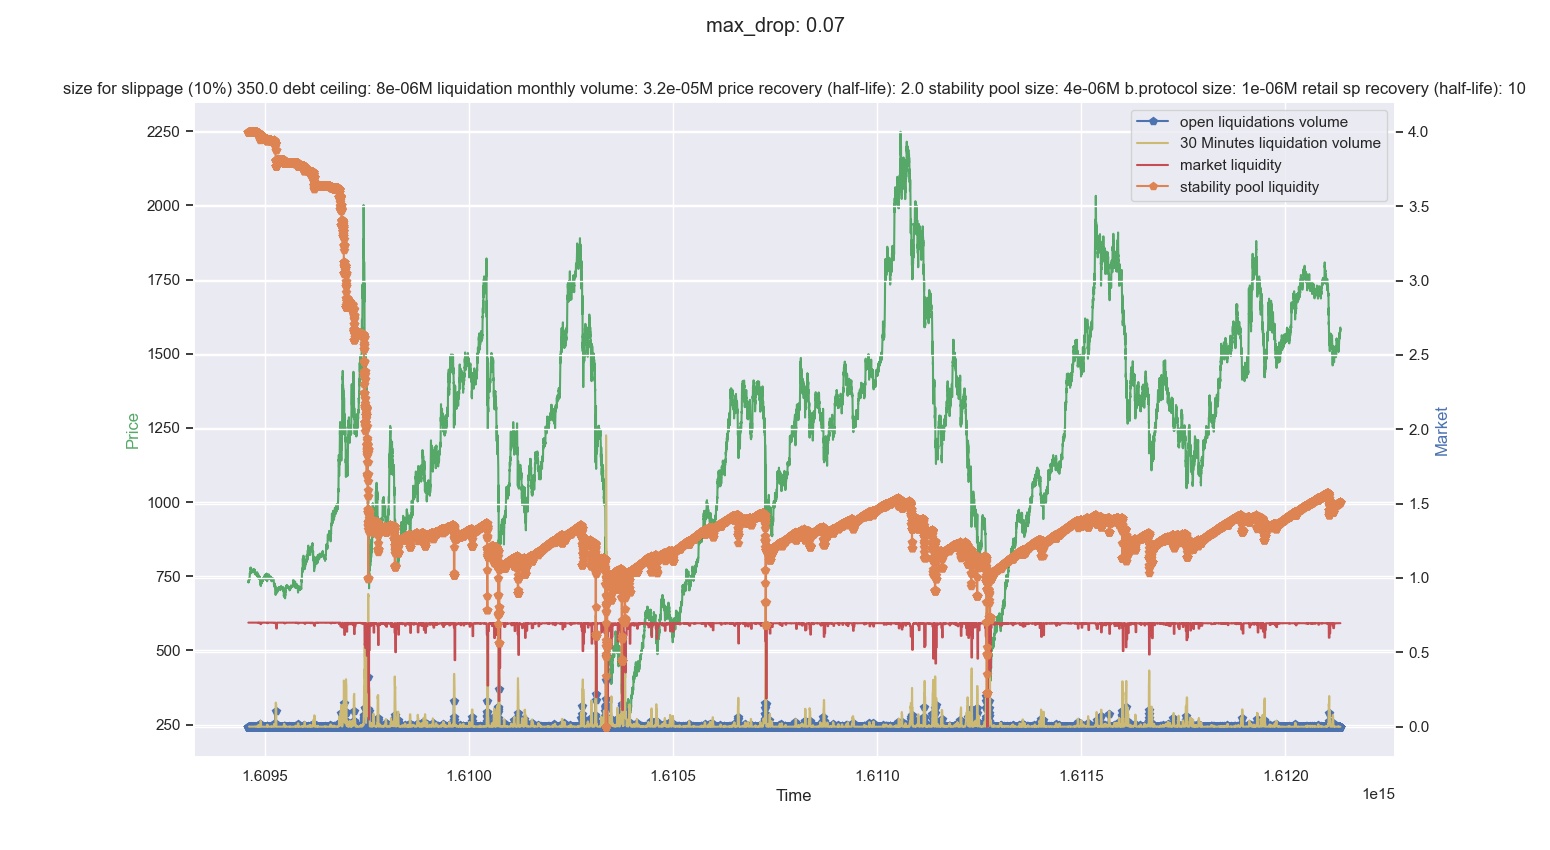 max_drop: 0.07
size for slippage (10%) 350.0 debt ceiling: 8e-06M liquidation monthly volume: 3.2e-05M price recovery (half-life): 2.0 stability pool size: 4e-06M b.protocol size: 1e-06M retail sp recovery (half-life): 10
open liquidations volume
30 Minutes liquidation volume
market liquidity
stability pool liquidity
2250
2000
1750
1500
1250
1000
750
500
250
Price
4.0
3.5
3.0
2.5
2.0
1.5
1.0
0.5
0.0
Market
1.6095 1.6100 1.6105 1.6110 1.6115 1.6120
1e15
Time